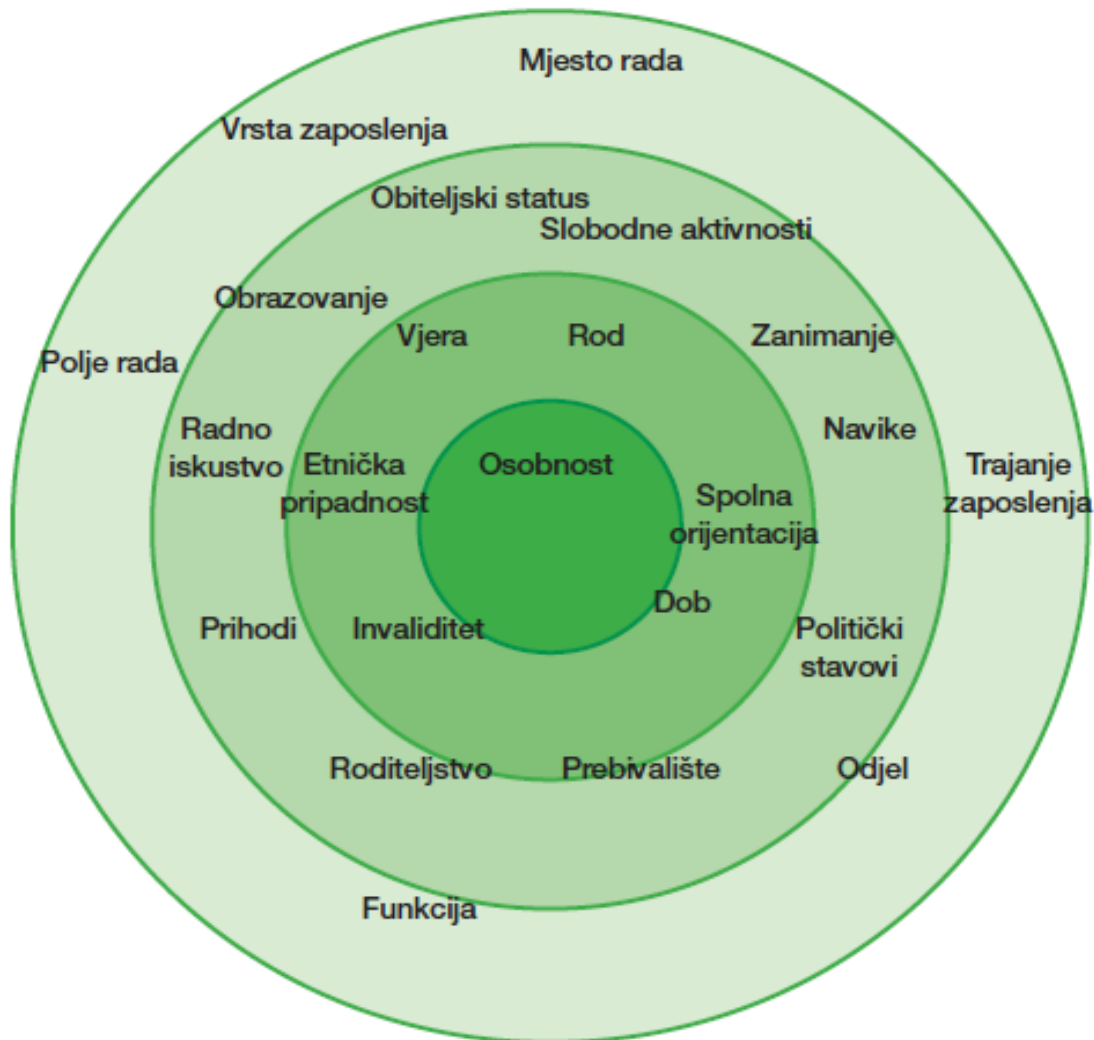 Mjesto rada
Vrsta zaposlenja
Obiteljski status
Slobodne aktivnosti
Obrazovanje
Vjera
Rod
Zanimanje
Polje rada
Radno
iskustvo
Etnička
pripadnost
Osobnost
Spolna
orijentacija
Navike
Trajanje
zaposlenja
Dob
Prihodi
Invaliditet
Politički
stavovi
Roditeljstvo
Prebivalište
Odjel
Funkcija